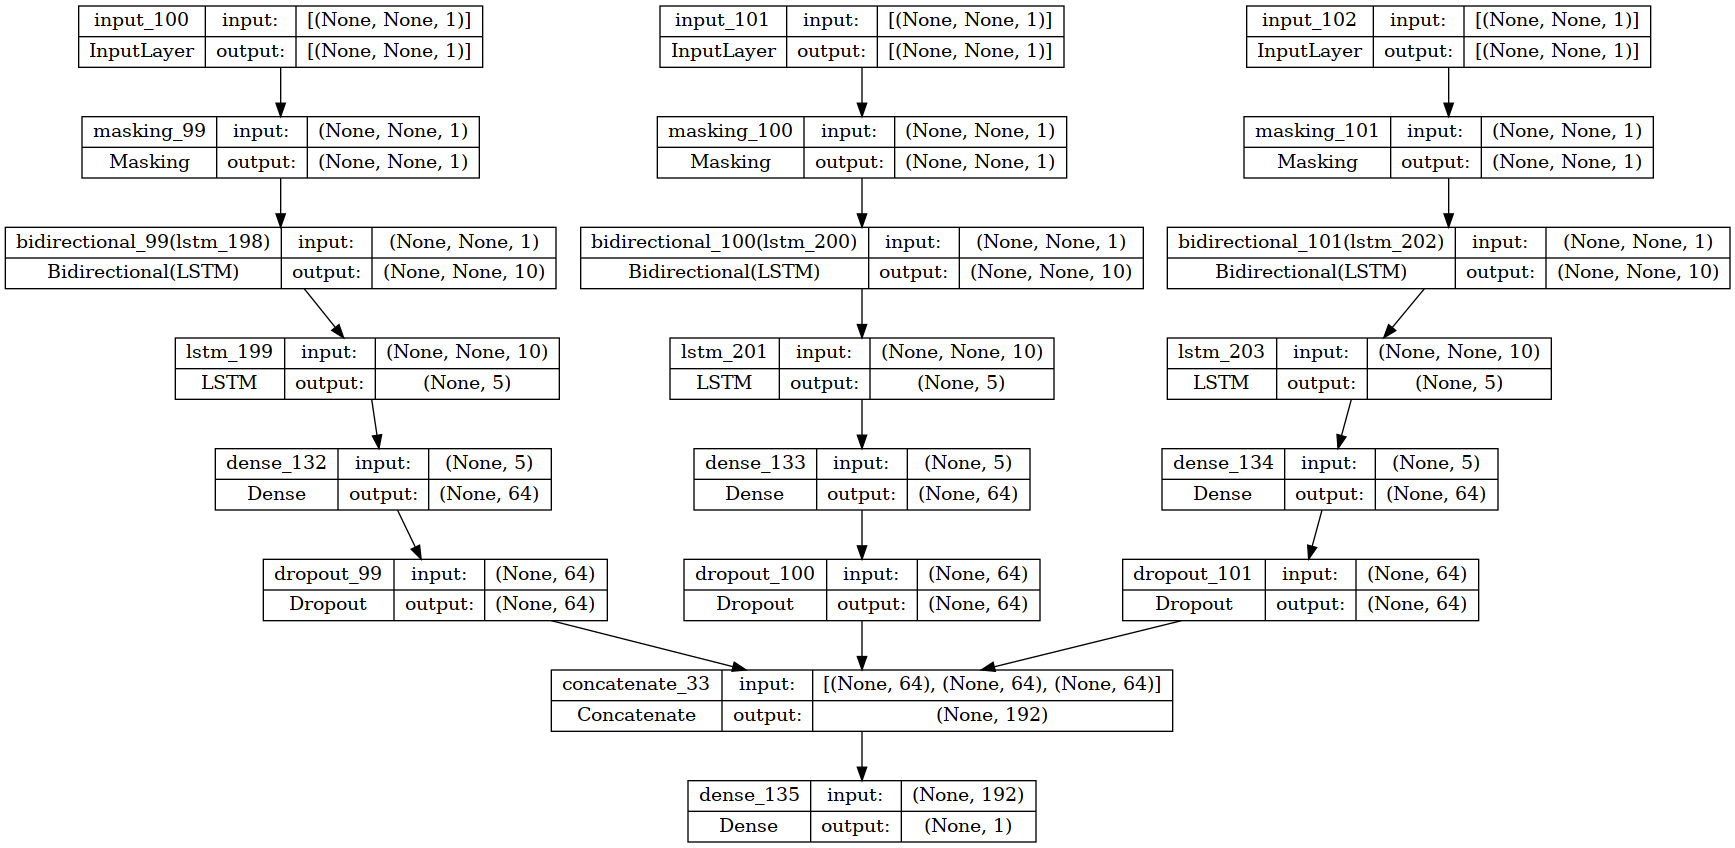 input_100 input: [(None, None, 1)]
InputLayer output: [(None, None, 1)]
input_101 input: [(None, None, 1)]
InputLayer output: [(None, None, 1)]
input_102 input: [(None, None, 1)]
InputLayer output: [(None, None, 1)]
masking_99 input: (None, None, 1)
Masking output: (None, None, 1)
masking_100 input: (None, None, 1)
Masking output: (None, None, 1)
masking_101 input: (None, None, 1)
Masking output: (None, None, 1)
bidirectional_99(lstm_198) input: (None, None, 1)
Bidirectional(LSTM) output: (None, None, 10)
bidirectional_100(lstm_200) input: (None, None, 1)
Bidirectional(LSTM) output: (None, None, 10)
bidirectional_101(lstm_202) input: (None, None, 1)
Bidirectional(LSTM) output: (None, None, 10)
lstm_199 input: (None, None, 10)
LSTM output: (None, 5)
lstm_201 input: (None, None, 10)
LSTM output: (None, 5)
lstm_203 input: (None, None, 10)
LSTM output: (None, 5)
dense_132 input: (None, 5)
Dense output: (None, 64)
dense_133 input: (None, 5)
Dense output: (None, 64)
dense_134 input: (None, 5)
Dense output: (None, 64)
dropout_99 input: (None, 64)
Dropout output: (None, 64)
dropout_100 input: (None, 64)
Dropout output: (None, 64)
dropout_101 input: (None, 64)
Dropout output: (None, 64)
concatenate_33 input: [(None, 64), (None, 64), (None, 64)]
Concatenate output: (None, 192)
dense_135 input: (None, 192)
Dense output: (None, 1)